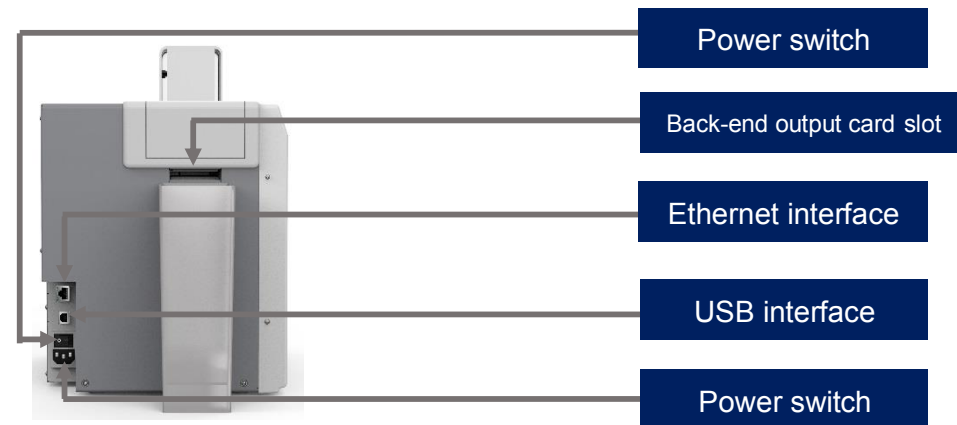 Power switch
Back-end output card slot
Ethernet interface
USB interface
Power switch